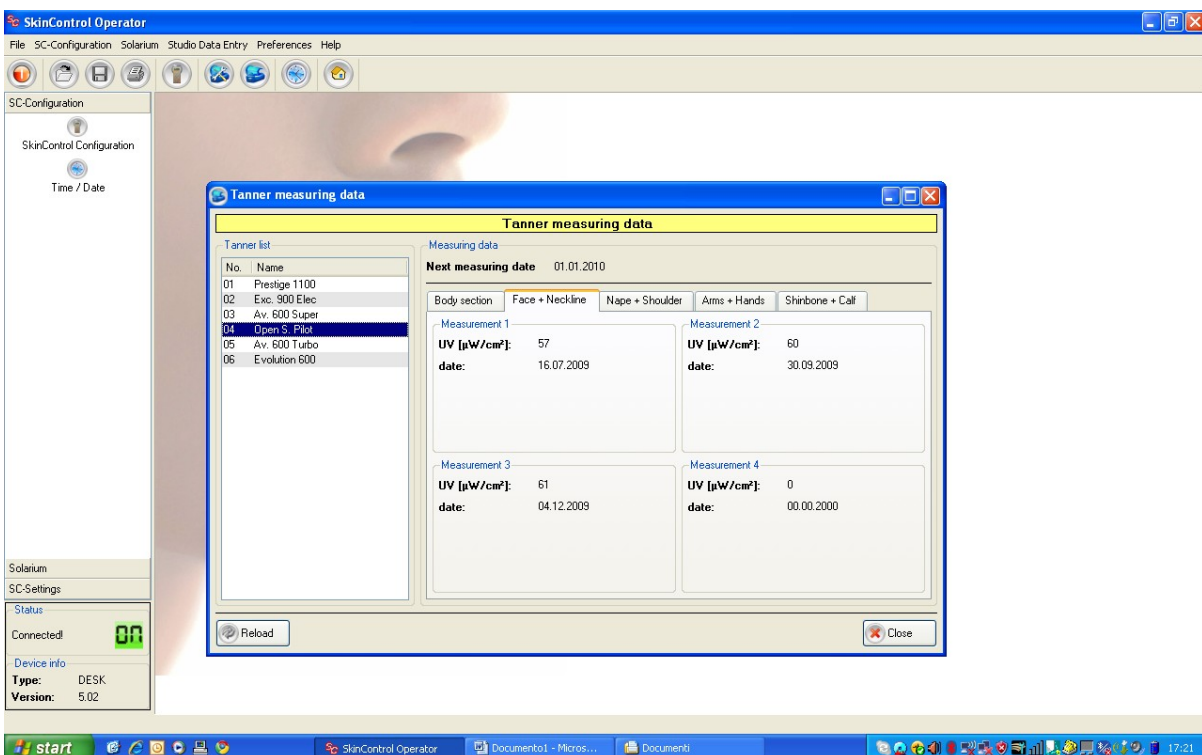 SkinControl Operator
File SC-Configuration Solarium Studio Data Entry Preferences Help
SC-Configuration
SkinControl Configuration
Time / Date
Solarium
SC-Settings
Status
Connected! ON
Device info
Type: DESK
Version: 5.02
Tanner measuring data
Tanner measuring data
Tanner list
No. Name
01 Prestige 1100
02 Exc. 900 Elec
03 Av. 600 Super
04 Open S. Pilot
05 Av. 600 Turbo
06 Evolution 600
Measuring data
Next measuring date 01.01.2010
Body section Face + Neckline Nape + Shoulder Arms + Hands Shinbone + Calf
Measurement 1
UV [µW/cm²]: 57
date: 16.07.2009
Measurement 2
UV [µW/cm²]: 60
date: 30.09.2009
Measurement 3
UV [µW/cm²]: 61
date: 04.12.2009
Measurement 4
UV [µW/cm²]: 0
date: 00.00.2000
Reload
Close
start
SkinControl Operator
Documento1 - Micros...
Documenti
17:21